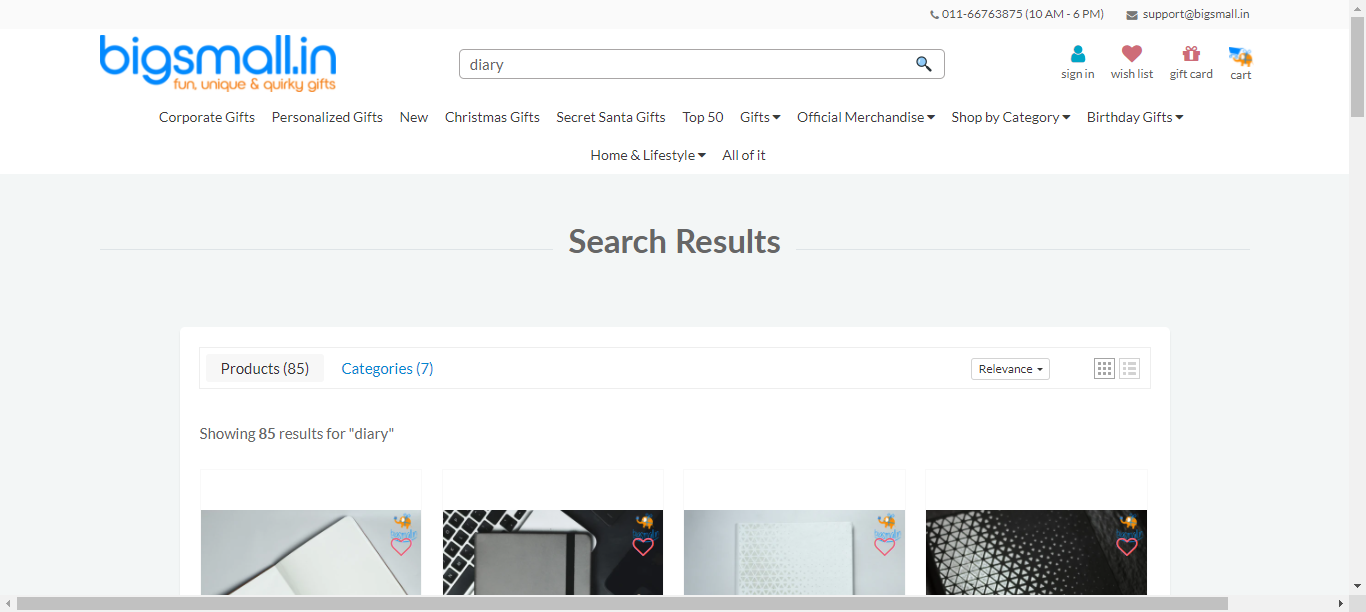 011-66763875 (10 AM - 6 PM) support@bigsmall.in
bigsmall.in
fun, unique & quirky gifts
diary
sign in wish list gift card cart
Corporate Gifts Personalized Gifts New Christmas Gifts Secret Santa Gifts Top 50 Gifts Official Merchandise Shop by Category Birthday Gifts
Home & Lifestyle All of it
Search Results
Products (85) Categories (7) Relevance
Showing 85 results for "diary"